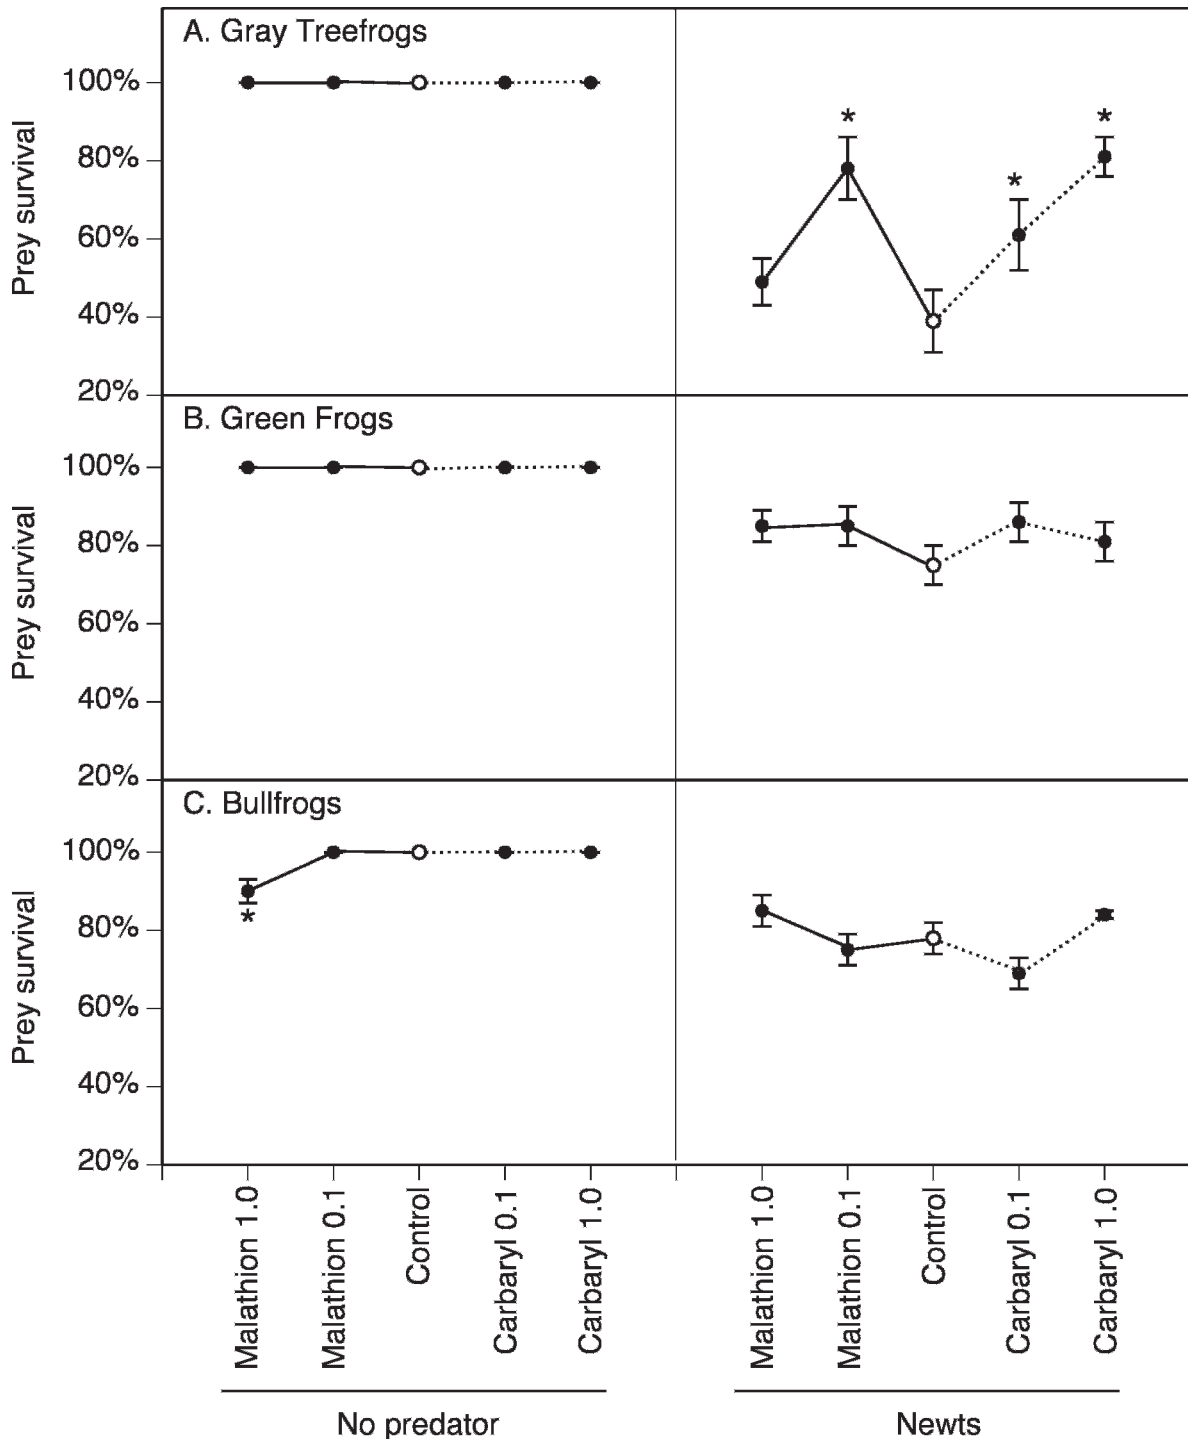 A. Gray Treefrogs
Prey survival
100%
80%
60%
40%
20%
*
*
*
B. Green Frogs
Prey survival
100%
80%
60%
40%
20%
C. Bullfrogs
Prey survival
100%
80%
60%
40%
20%
*
Malathion 1.0
Malathion 0.1
Control
Carbaryl 0.1
Carbaryl 1.0
Malathion 1.0
Malathion 0.1
Control
Carbaryl 0.1
Carbaryl 1.0
No predator
Newts